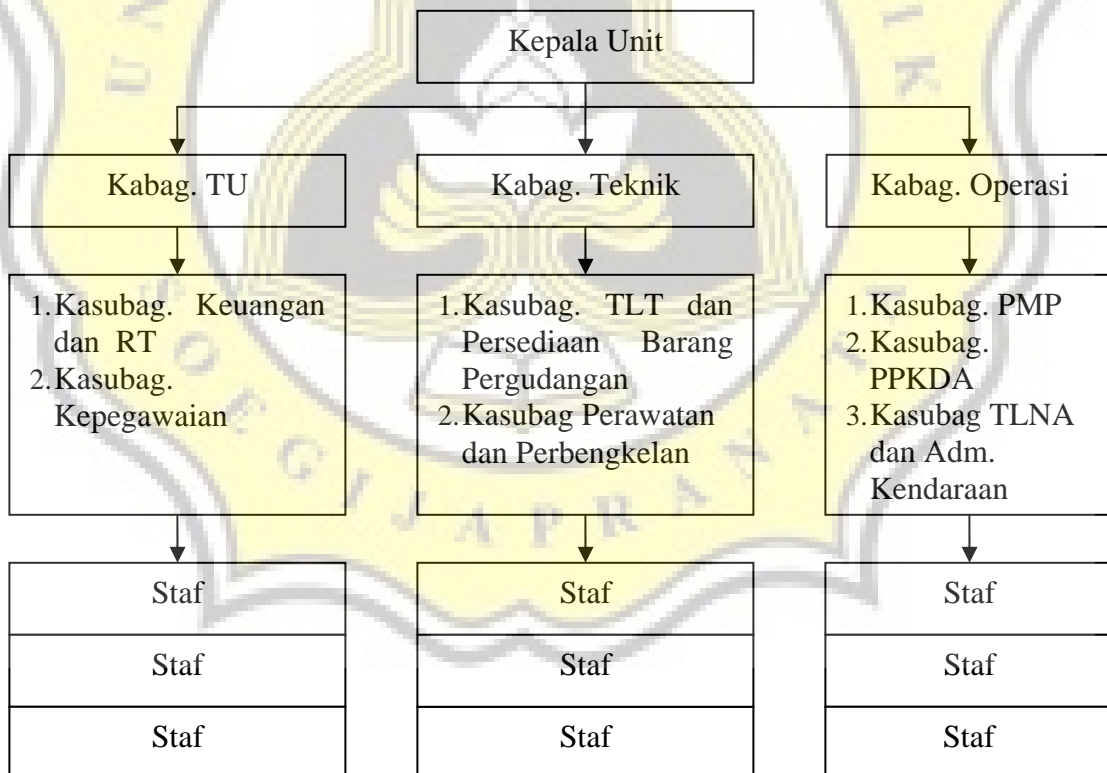 Kepala Unit
Kabag. TU
Kabag. Teknik
Kabag. Operasi
1.Kasubag. Keuangan
dan RT
2.Kasubag.
Kepegawaian
1.Kasubag. TLT dan
Persediaan Barang
Pergudangan
2.Kasubag Perawatan
dan Perbengkelan
1.Kasubag. PMP
2.Kasubag.
PPKDA
3.Kasubag TLNA
dan Adm.
Kendaraan
Staf
Staf
Staf
Staf
Staf
Staf
Staf
Staf
Staf
SOEGIJAPRANA